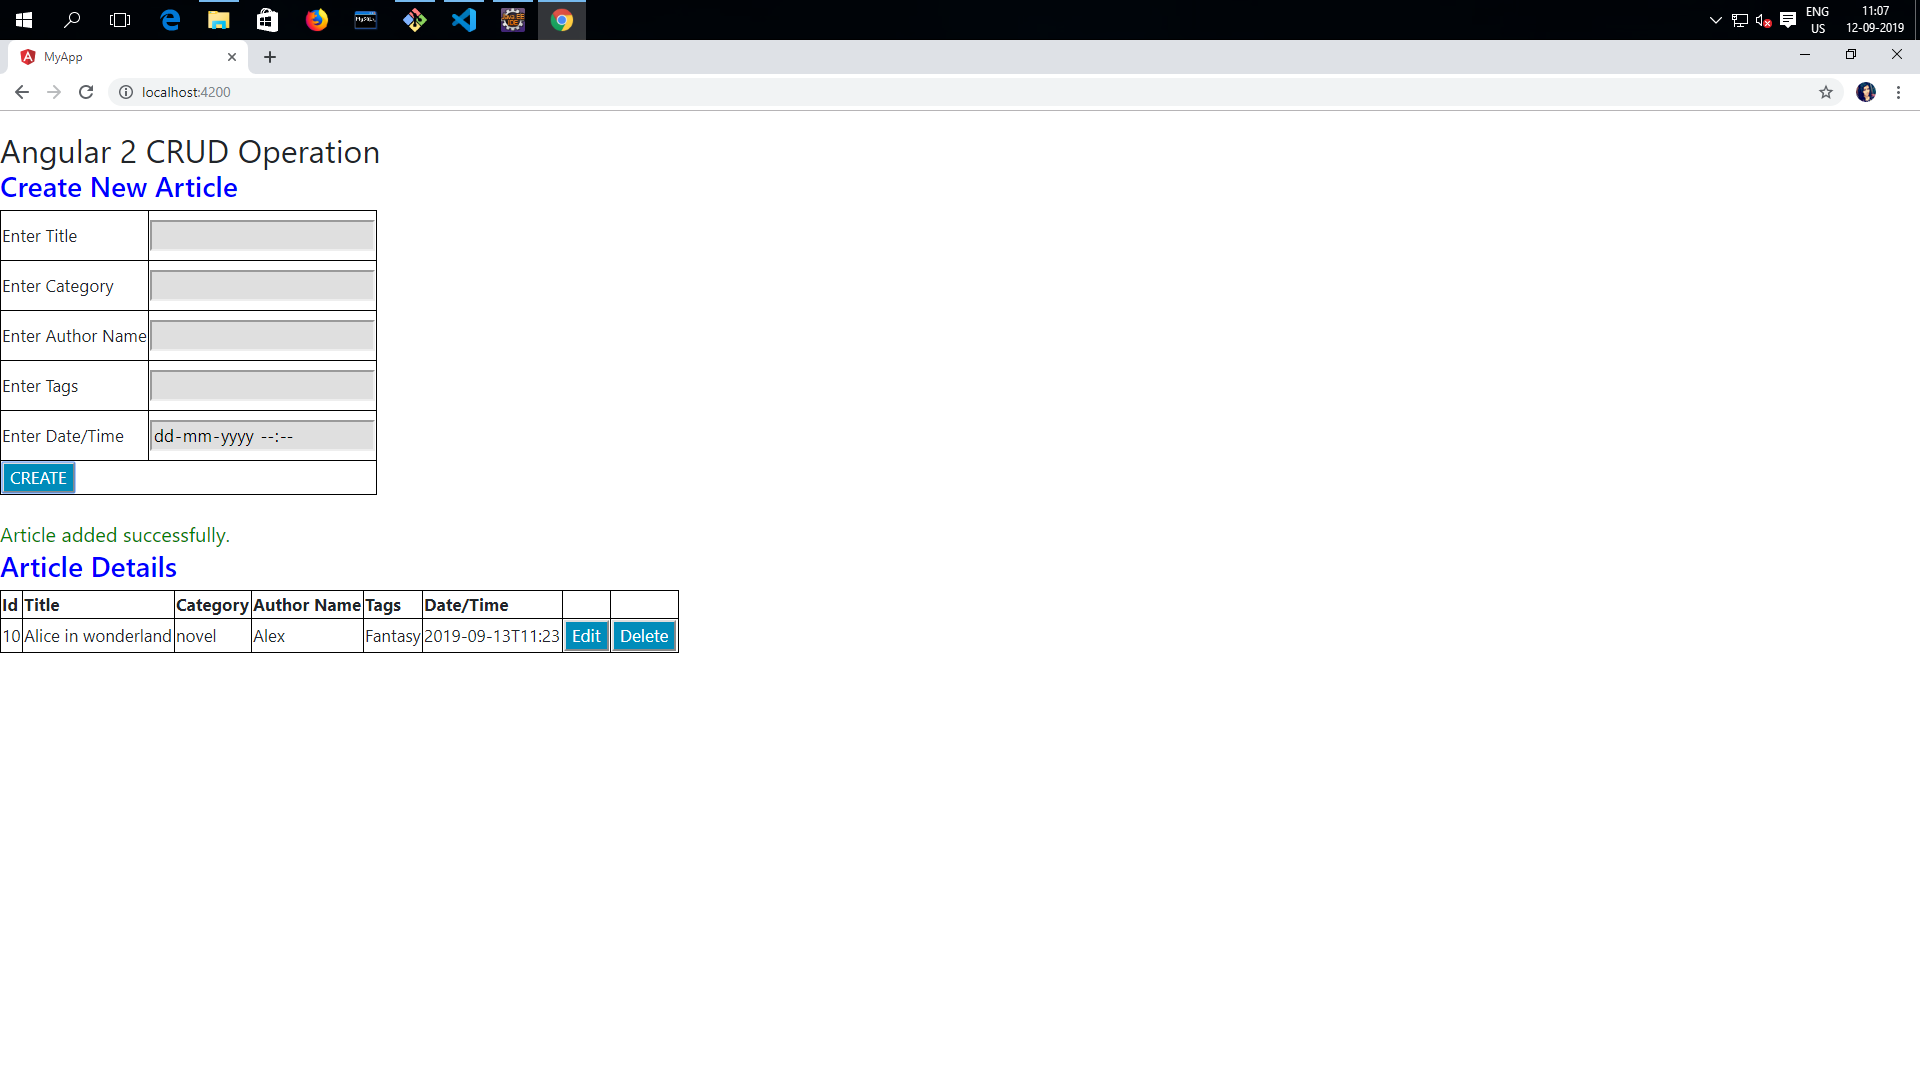 ENG
US
11:07
12-09-2019
MyApp
localhost:4200
Angular 2 CRUD Operation
Create New Article
Enter Title
Enter Category
Enter Author Name
Enter Tags
Enter Date/Time dd-mm-yyyy --:--
CREATE
Article added successfully.
Article Details
Id Title Category Author Name Tags Date/Time
10 Alice in wonderland novel Alex Fantasy 2019-09-13T11:23 Edit Delete